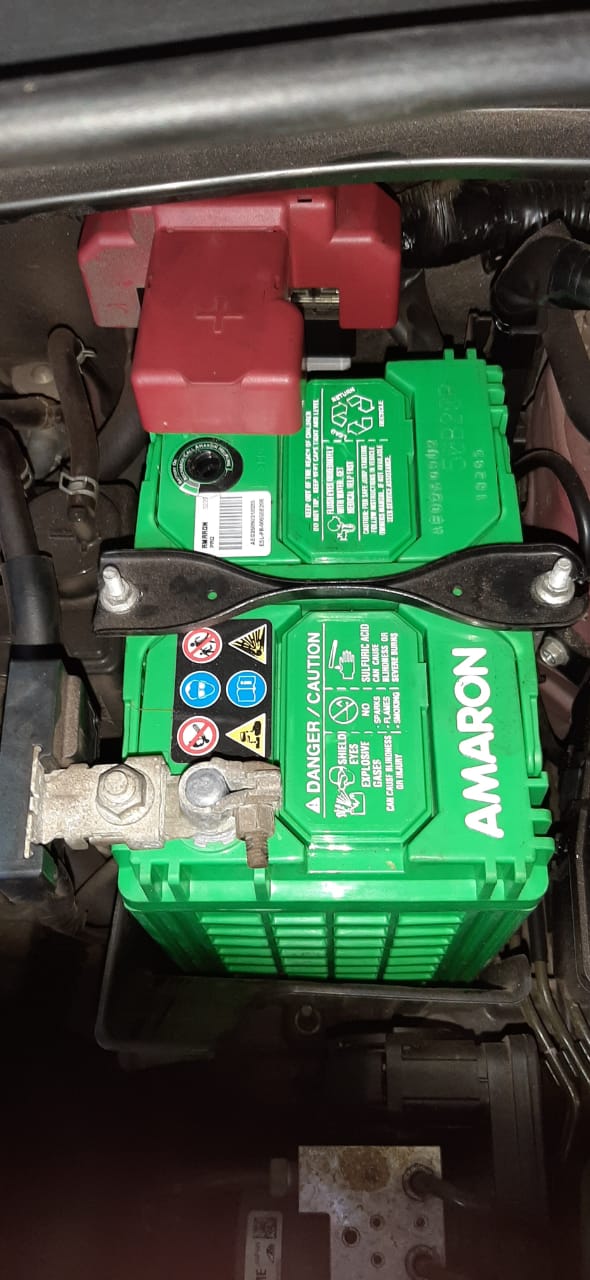 DANGER / CAUTION
SHIELD
EYES
EXPLOSIVE
GASES
CAN CAUSE BLINDNESS
OR INJURY
NO
- SPARKS
- FLAMES
- SMOKING
SULFURIC ACID
CAN CAUSE
BLINDNESS OR
SEVERE BURNS
AMARON
AMARON
PRO
KEEP OUT OF THE REACH OF CHILDREN
DO NOT TIP. KEEP VENT CAPS TIGHT AND LEVEL
FLUSH EYES IMMEDIATELY
WITH WATER. GET
MEDICAL HELP FAST
CAUTION: FOR SAFE JUMP STARTING
FOLLOW INSTRUCTIONS IN VEHICLE
OWNERS MANUAL. IF NOT AVAILABLE
SEEK SERVICE ASSISTANCE.
LEAD
RETURN
RECYCLE